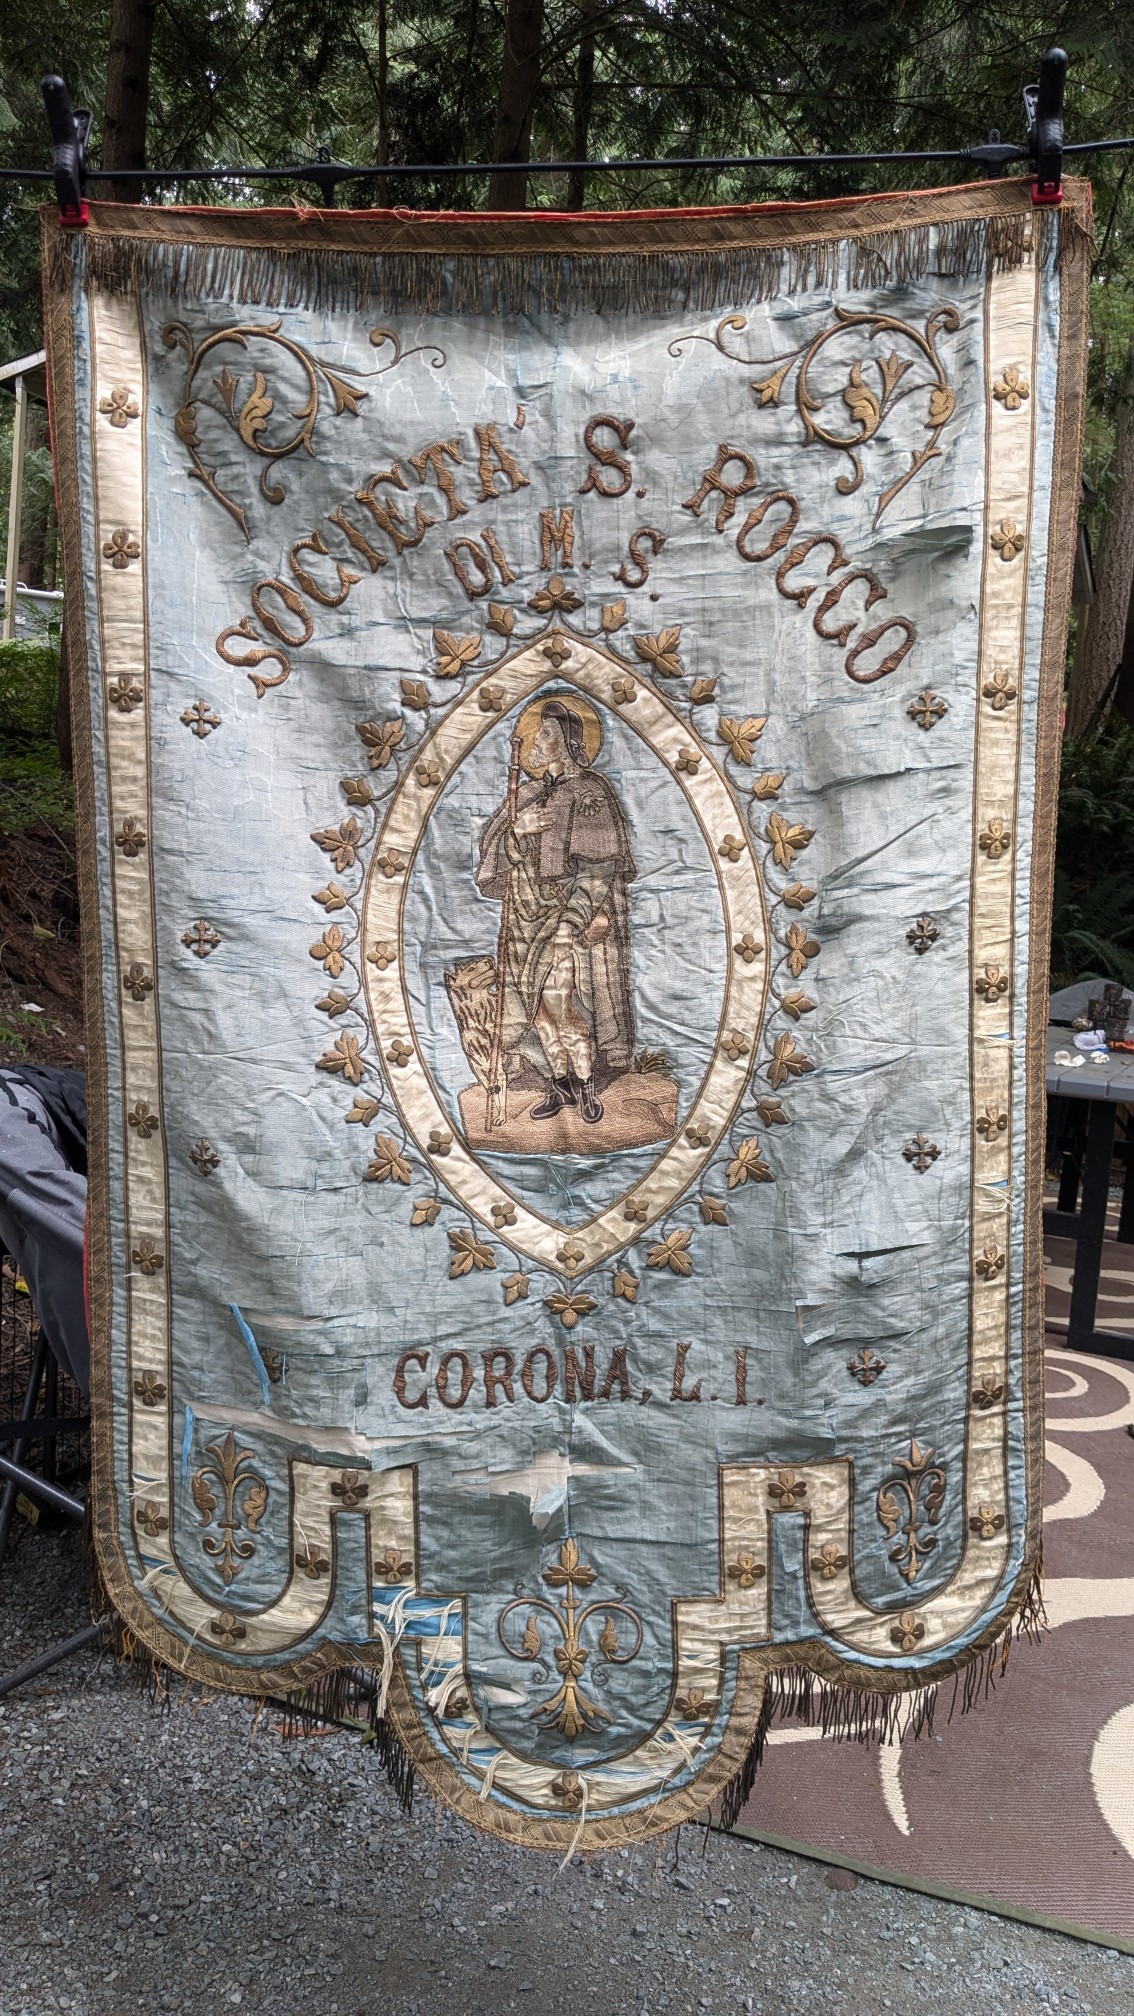 SOCIETA' S. ROCCO
DI M. S.
CORONA, L. I.